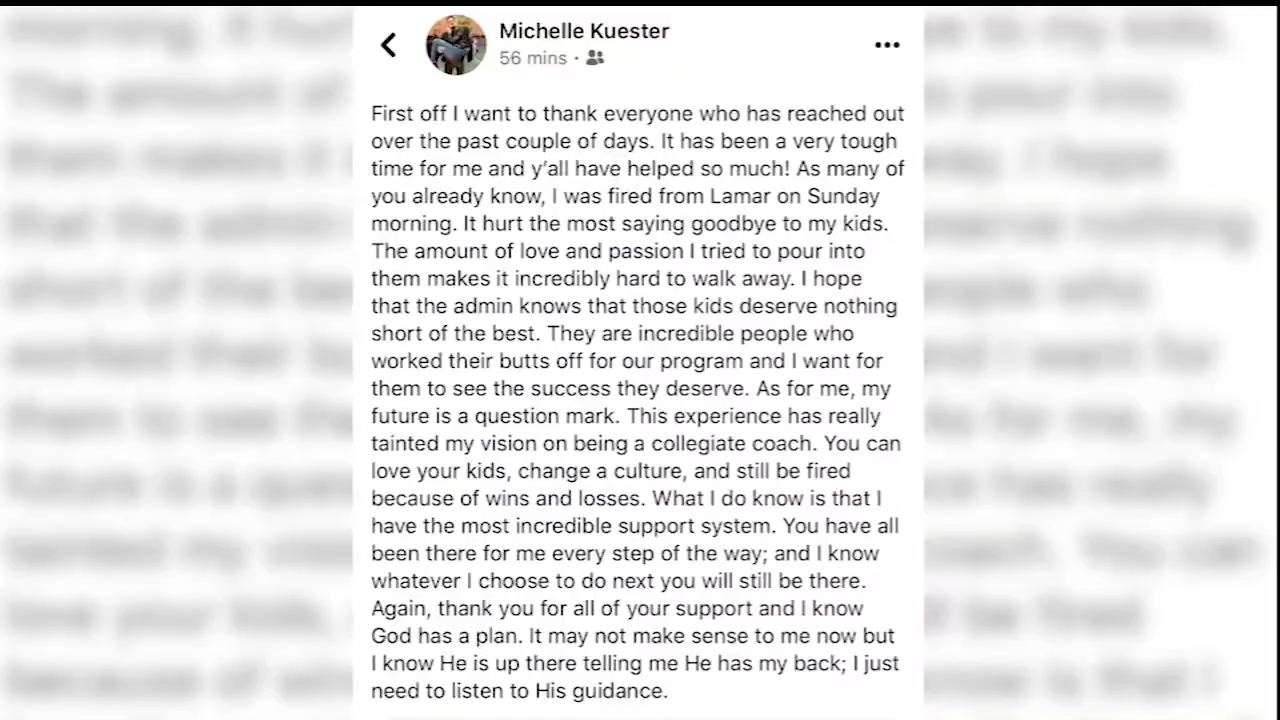 Michelle Kuester
56 mins ·
First off I want to thank everyone who has reached out
over the past couple of days. It has been a very tough
time for me and y'all have helped so much! As many of
you already know, I was fired from Lamar on Sunday
morning. It hurt the most saying goodbye to my kids.
The amount of love and passion I tried to pour into
them makes it incredibly hard to walk away. I hope
that the admin knows that those kids deserve nothing
short of the best. They are incredible people who
worked their butts off for our program and I want for
them to see the success they deserve. As for me, my
future is a question mark. This experience has really
tainted my vision on being a collegiate coach. You can
love your kids, change a culture, and still be fired
because of wins and losses. What I do know is that I
have the most incredible support system. You have all
been there for me every step of the way; and I know
whatever I choose to do next you will still be there.
Again, thank you for all of your support and I know
God has a plan. It may not make sense to me now but
I know He is up there telling me He has my back; I just
need to listen to His guidance.